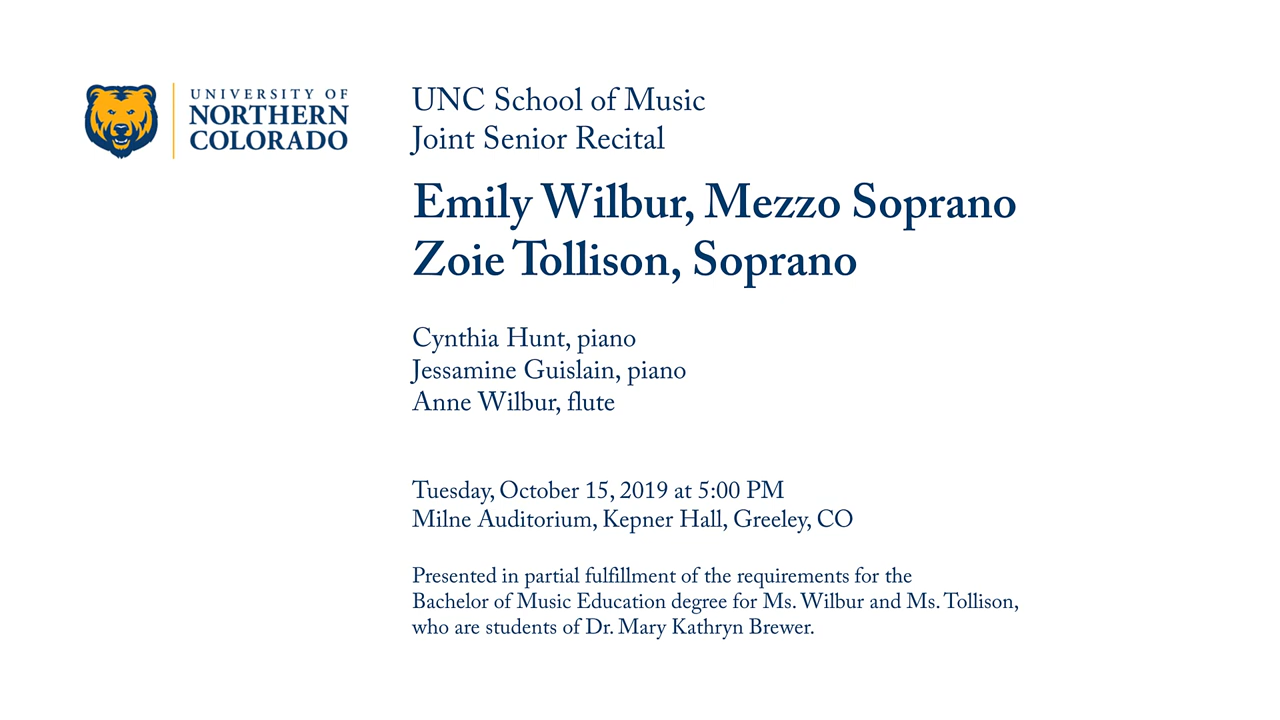 UNIVERSITY OF
NORTHERN
COLORADO
UNC School of Music
Joint Senior Recital
Emily Wilbur, Mezzo Soprano
Zoie Tollison, Soprano
Cynthia Hunt, piano
Jessamine Guislain, piano
Anne Wilbur, flute
Tuesday, October 15, 2019 at 5:00 PM
Milne Auditorium, Kepner Hall, Greeley, CO
Presented in partial fulfillment of the requirements for the
Bachelor of Music Education degree for Ms. Wilbur and Ms. Tollison,
who are students of Dr. Mary Kathryn Brewer.